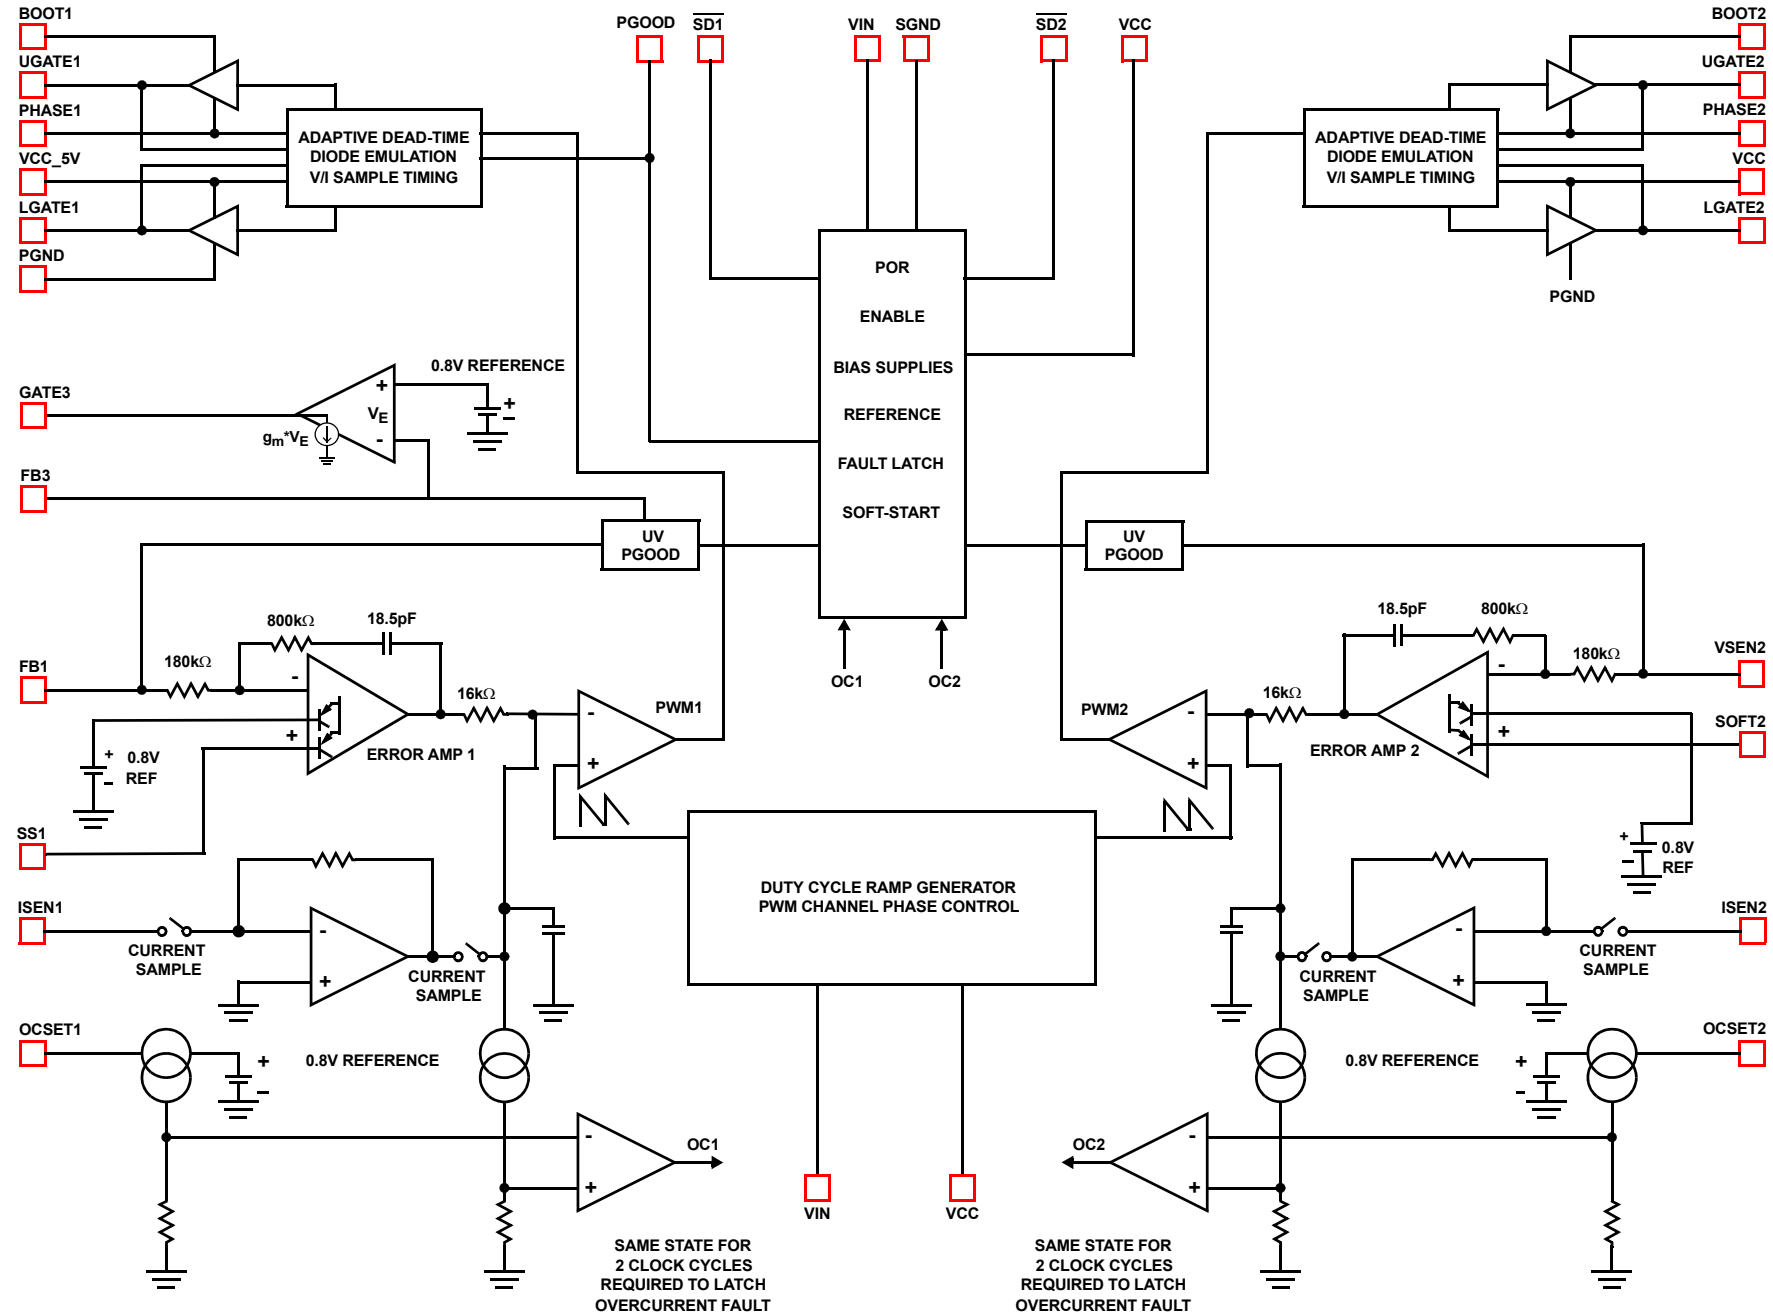 BOOT1
UGATE1
PHASE1
VCC_5V
LGATE1
PGND
PGOOD
SD1
VIN
SGND
SD2
VCC
BOOT2
UGATE2
PHASE2
VCC
LGATE2
PGND
ADAPTIVE DEAD-TIME
DIODE EMULATION
V/I SAMPLE TIMING
ADAPTIVE DEAD-TIME
DIODE EMULATION
V/I SAMPLE TIMING
POR
ENABLE
BIAS SUPPLIES
REFERENCE
FAULT LATCH
SOFT-START
OC1
OC2
GATE3
FB3
0.8V REFERENCE
+
VE
-
gm*VE
+
-
UV
PGOOD
UV
PGOOD
FB1
180kΩ
800kΩ
18.5pF
-
+
ERROR AMP 1
16kΩ
-
+
PWM1
+
-
0.8V
REF
SS1
VSEN2
180kΩ
800kΩ
18.5pF
-
+
ERROR AMP 2
16kΩ
-
+
PWM2
SOFT2
+
-
0.8V
REF
DUTY CYCLE RAMP GENERATOR
PWM CHANNEL PHASE CONTROL
VIN
VCC
ISEN1
CURRENT
SAMPLE
-
+
CURRENT
SAMPLE
ISEN2
CURRENT
SAMPLE
-
+
CURRENT
SAMPLE
OCSET1
+
-
0.8V REFERENCE
-
+
OC1
SAME STATE FOR
2 CLOCK CYCLES
REQUIRED TO LATCH
OVERCURRENT FAULT
OCSET2
+
-
0.8V REFERENCE
-
+
OC2
SAME STATE FOR
2 CLOCK CYCLES
REQUIRED TO LATCH
OVERCURRENT FAULT